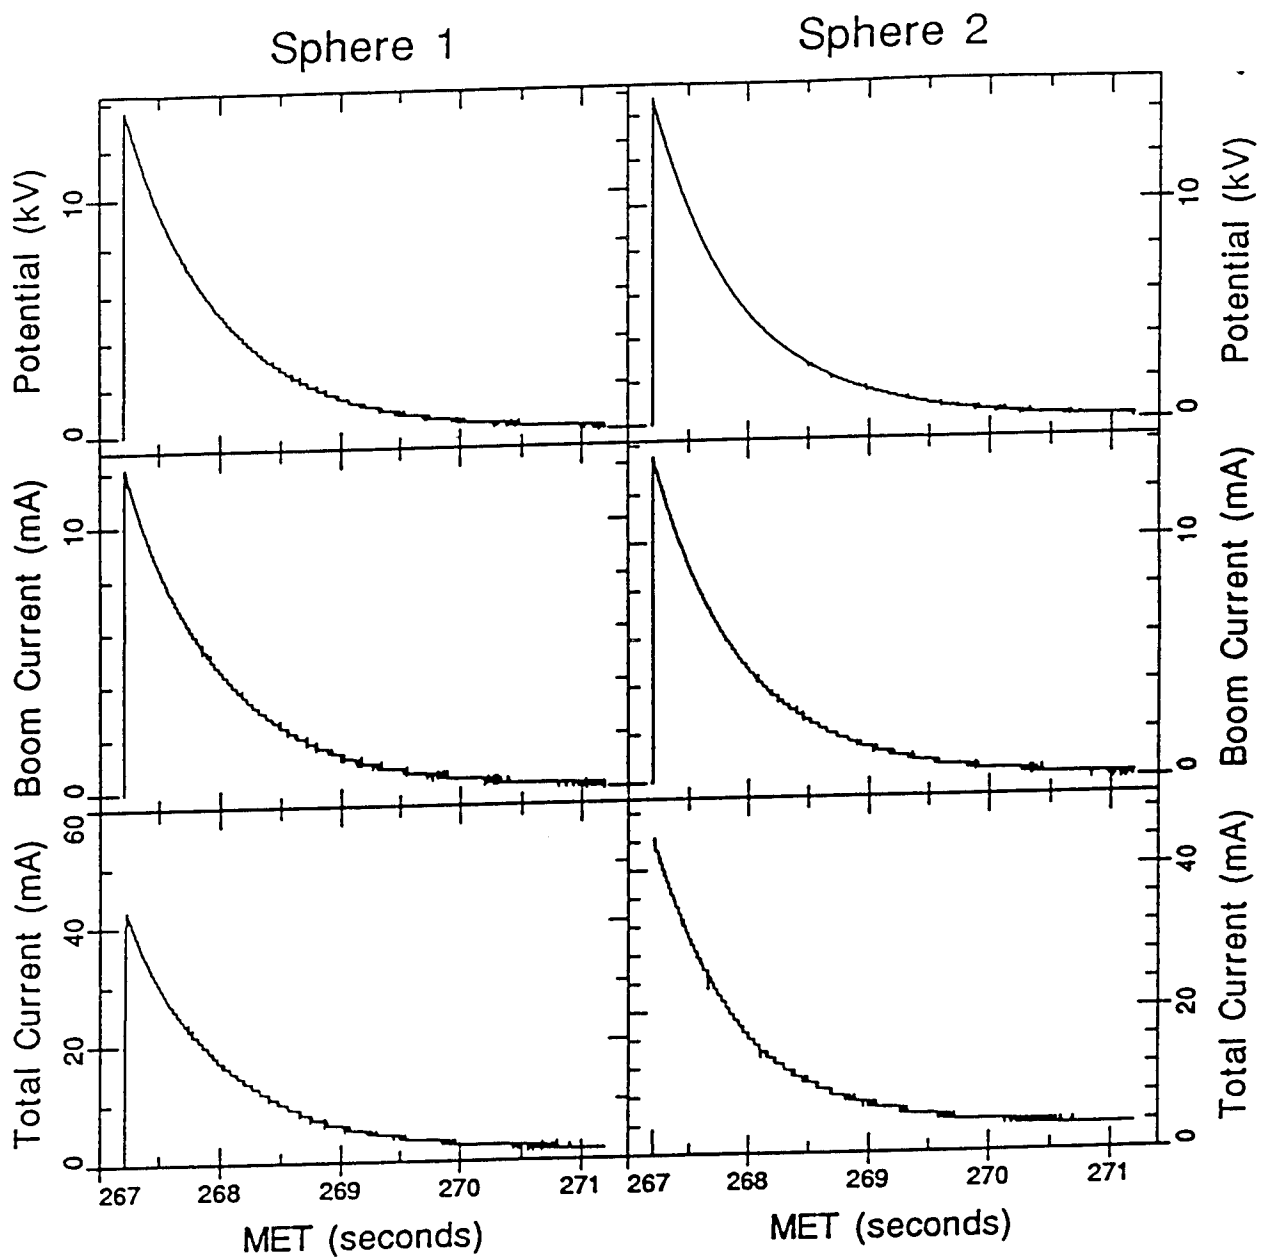 Sphere 1
Sphere 2
Potential (kV)
10
0
10
0
Potential (kV)
Boom Current (mA)
10
0
10
0
Boom Current (mA)
Total Current (mA)
60
40
20
0
40
20
0
Total Current (mA)
267 268 269 270 271
267 268 269 270 271
MET (seconds)
MET (seconds)